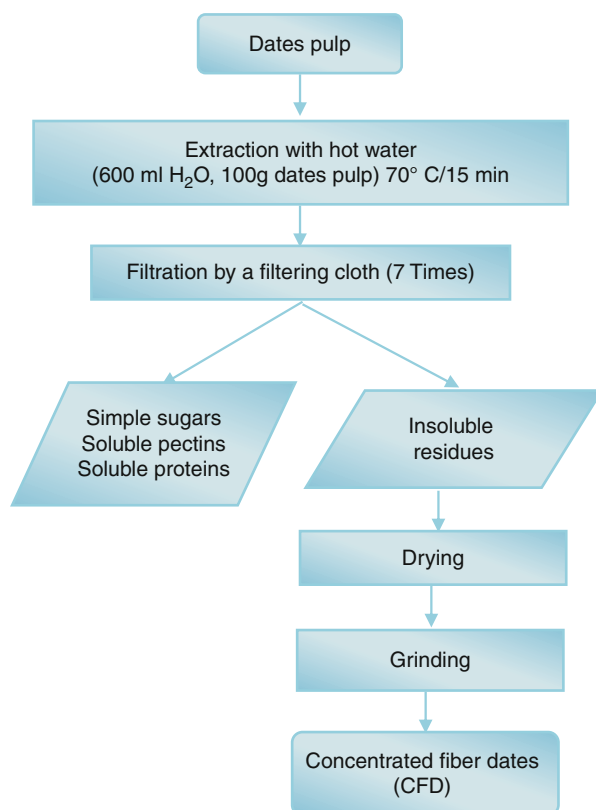 Dates pulp
Extraction with hot water
(600 ml H₂O, 100g dates pulp) 70° C/15 min
Filtration by a filtering cloth (7 Times)
Simple sugars
Soluble pectins
Soluble proteins
Insoluble
residues
Drying
Grinding
Concentrated fiber dates
(CFD)